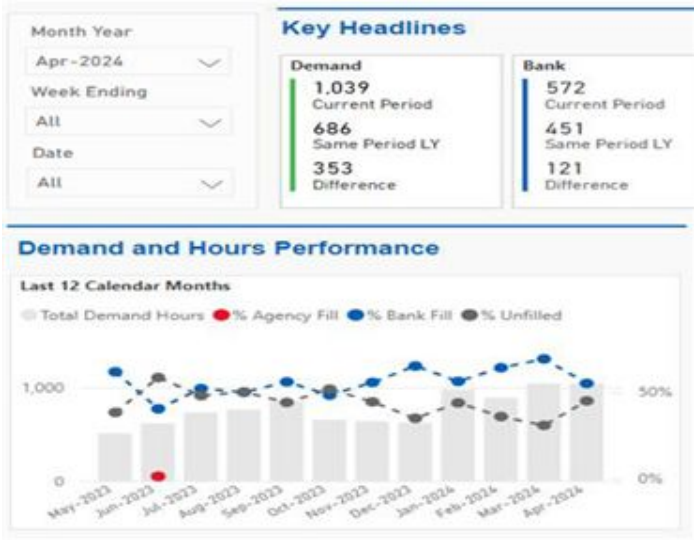 Month Year
Apr-2024
Week Ending
All
Date
All
Key Headlines
Demand
1,039
Current Period
686
Same Period LY
353
Difference
Bank
572
Current Period
451
Same Period LY
121
Difference
Demand and Hours Performance
Last 12 Calendar Months
Total Demand Hours % Agency Fill % Bank Fill % Unfilled
1,000
50%
0
0%
May-2023 Jun-2023 Jul-2023 Aug-2023 Sep-2023 Oct-2023 Nov-2023 Dec-2023 Jan-2024 Feb-2024 Mar-2024 Apr-2024